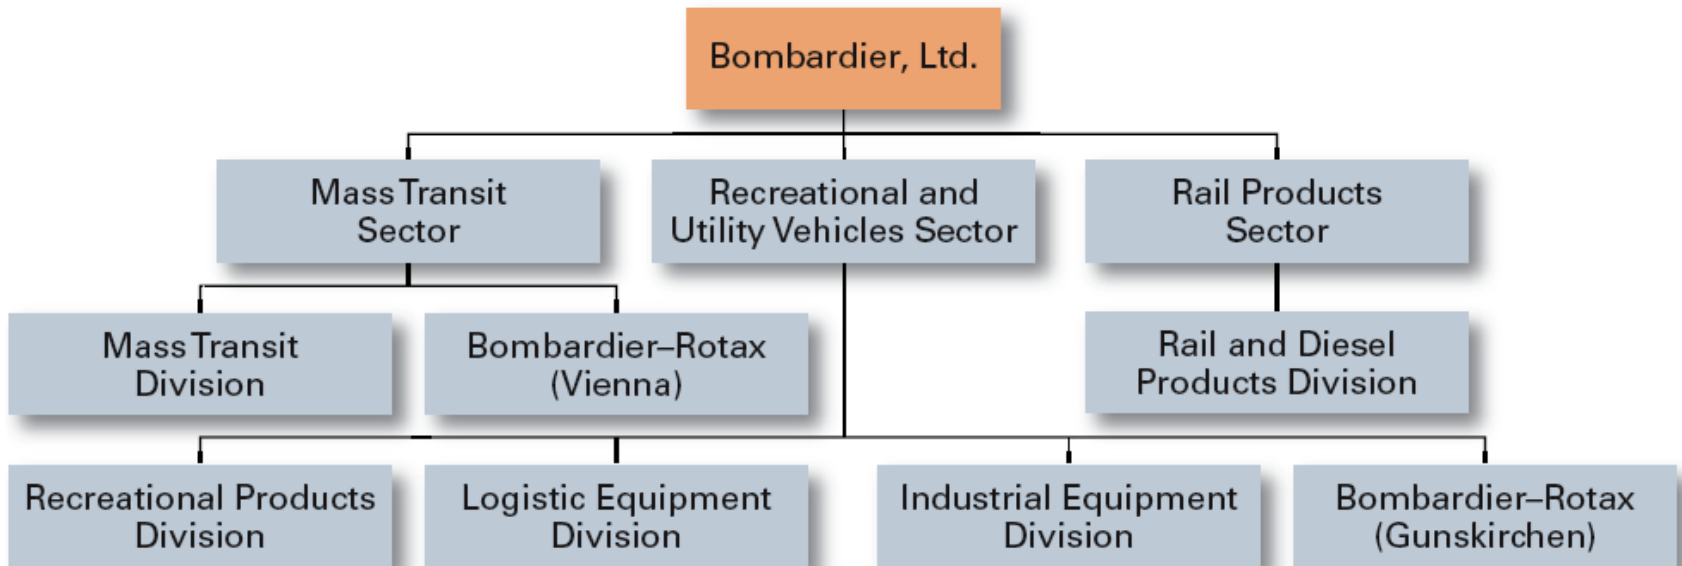 Bombardier, Ltd.
Mass Transit
Sector
Recreational and
Utility Vehicles Sector
Rail Products
Sector
Mass Transit
Division
Bombardier–Rotax
(Vienna)
Rail and Diesel
Products Division
Recreational Products
Division
Logistic Equipment
Division
Industrial Equipment
Division
Bombardier–Rotax
(Gunskirchen)